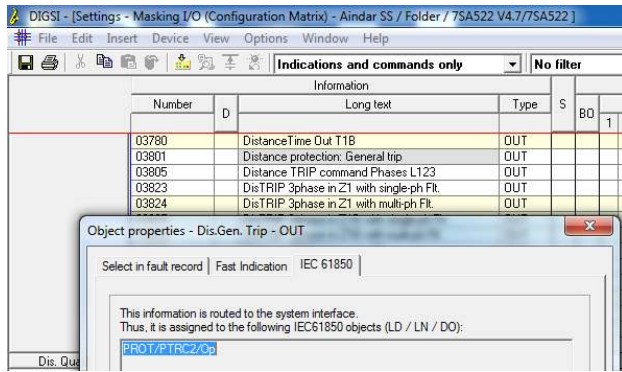 DIGSI - [Settings - Masking I/O (Configuration Matrix) - Aindar SS / Folder / 7SA522 V4.7/7SA522 ]
File Edit Insert Device View Options Window Help
Indications and commands only No filter
Information
Number D Long text Type S BO
1
03780 DistanceTime Out T1B OUT
03801 Distance protection: General trip OUT
03805 Distance TRIP command Phases L123 OUT
03823 DisTRIP 3phase in Z1 with single-ph Flt. OUT
03824 DisTRIP 3phase in Z1 with multi-ph Flt. OUT
Object properties - Dis.Gen. Trip - OUT
Select in fault record Fast Indication IEC 61850
This information is routed to the system interface.
Thus, it is assigned to the following IEC61850 objects (LD / LN / DO):
PROT/PTRC2/Op
Dis. Qua